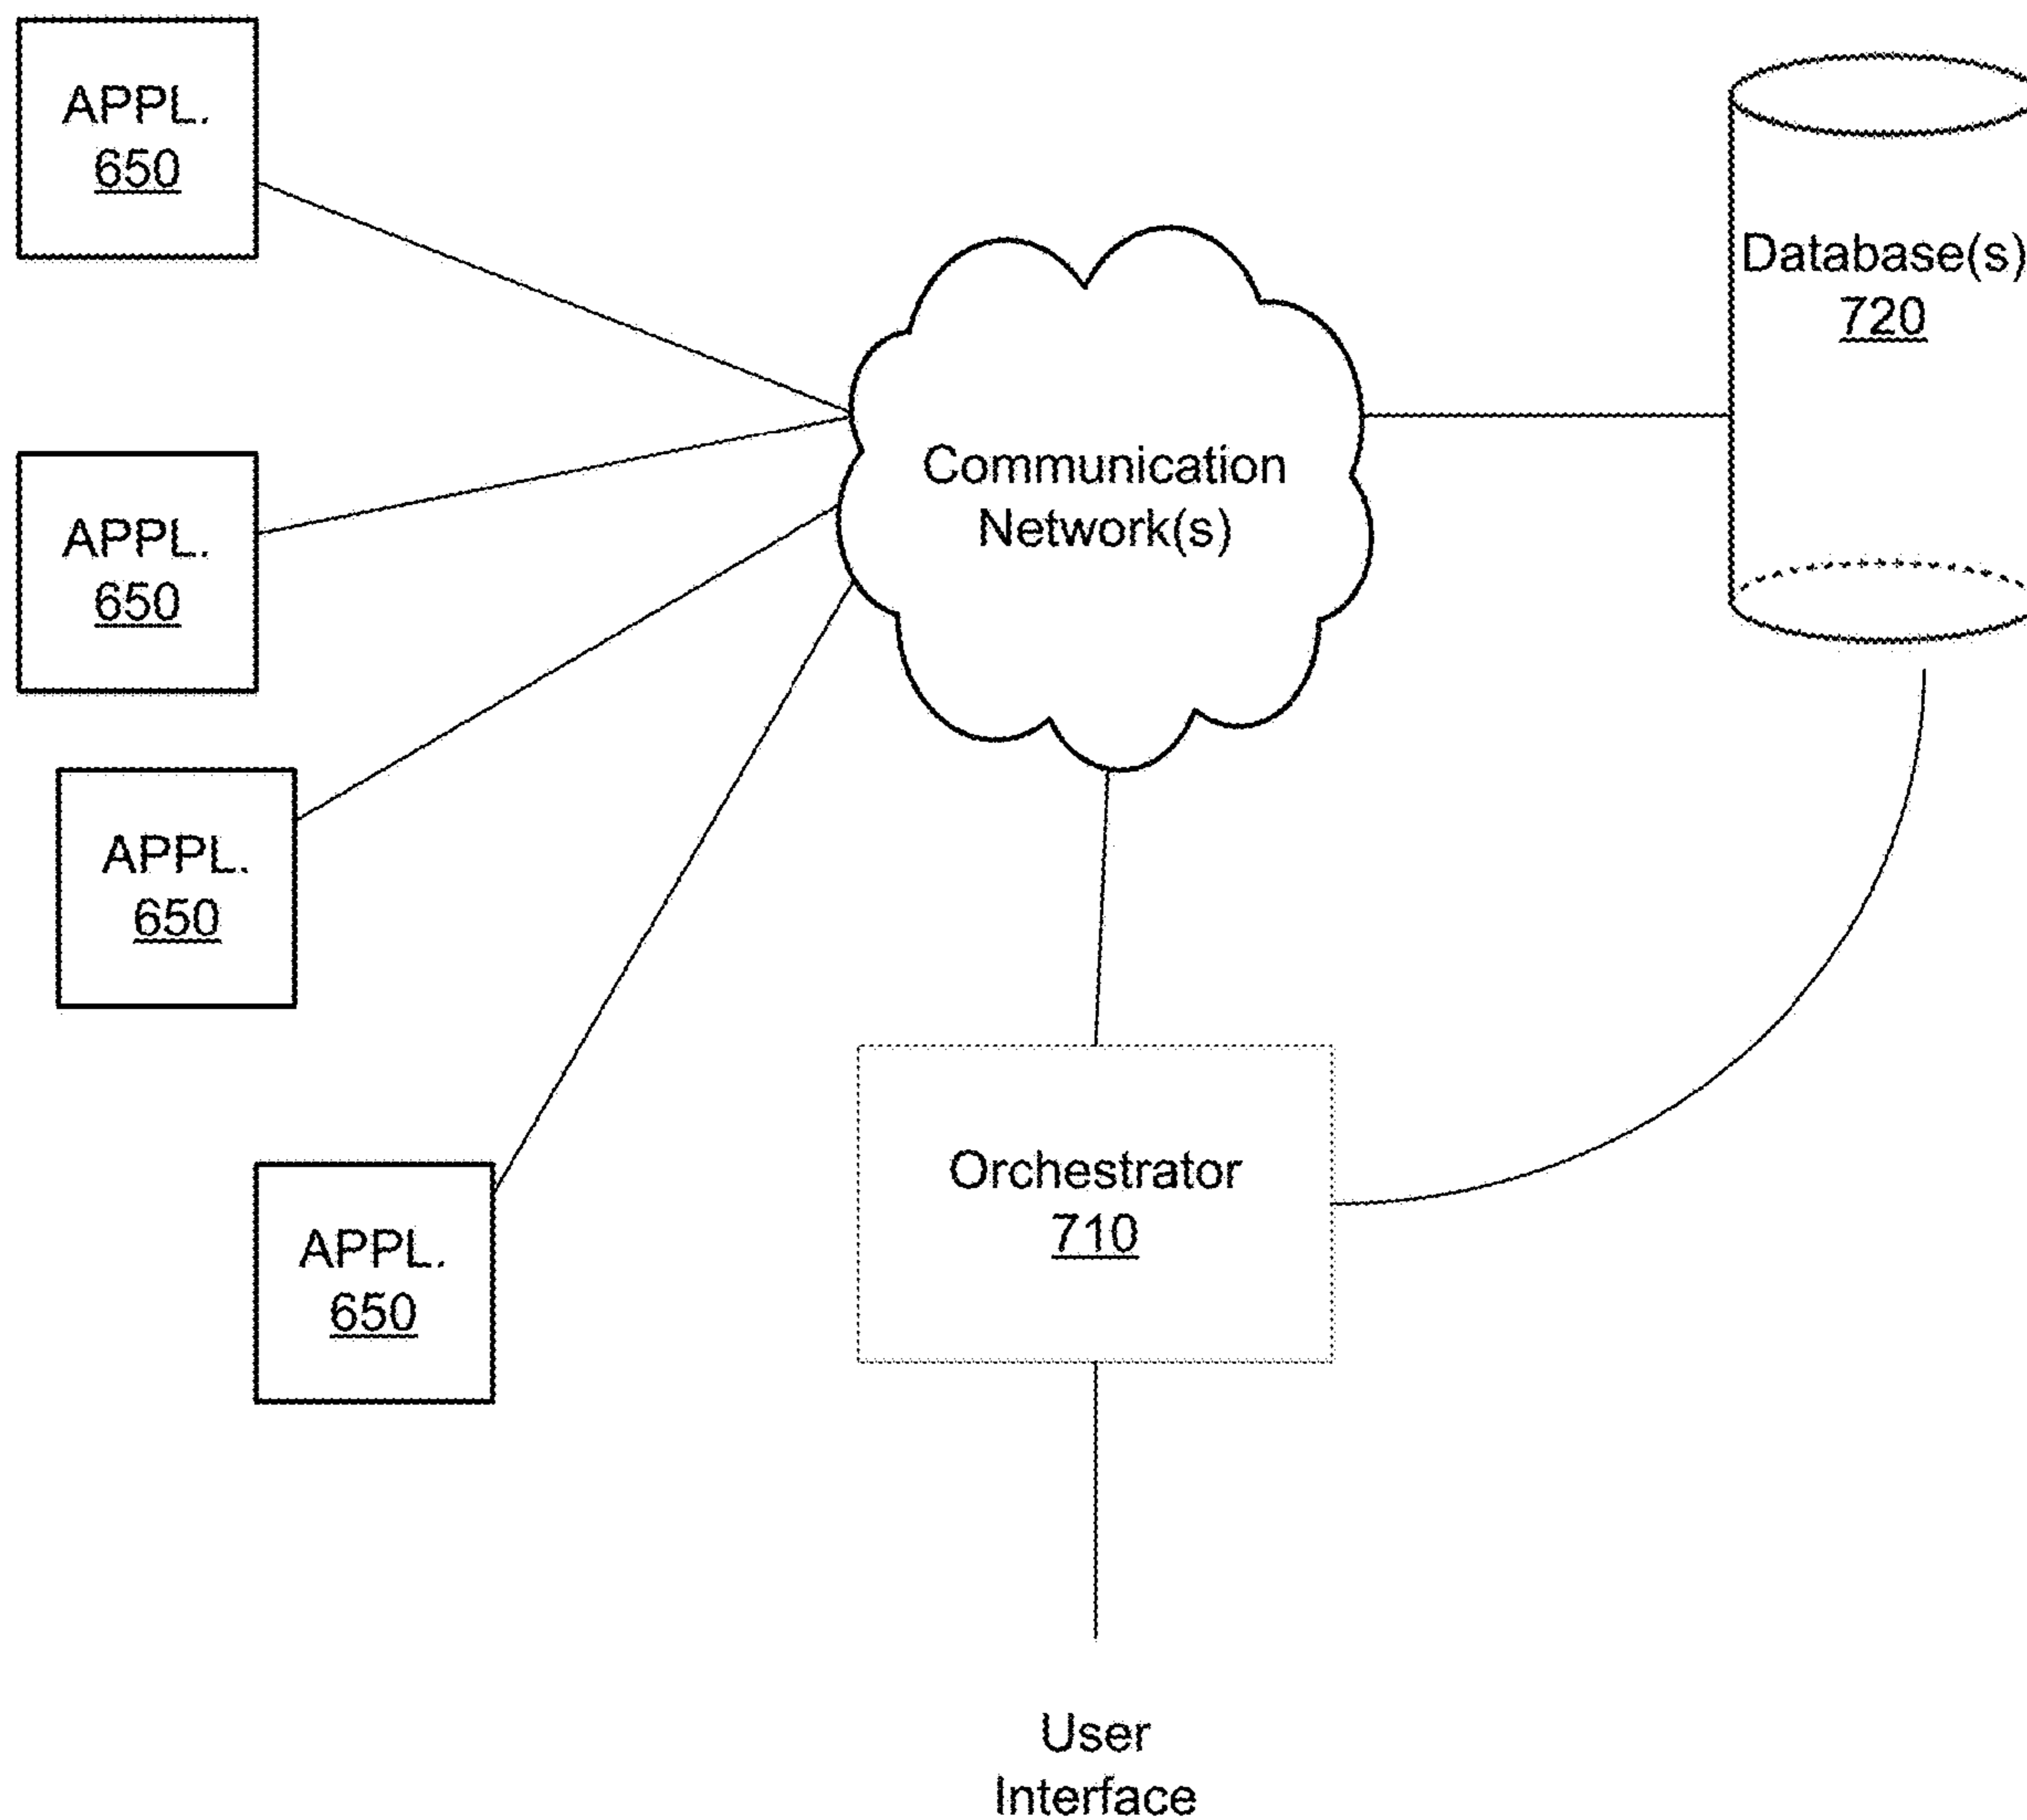 APPL.
650
Database(s)
720
Communication
Network(s)
APPL.
650
APPL.
650
Orchestrator
710
APPL.
650
User
Interface